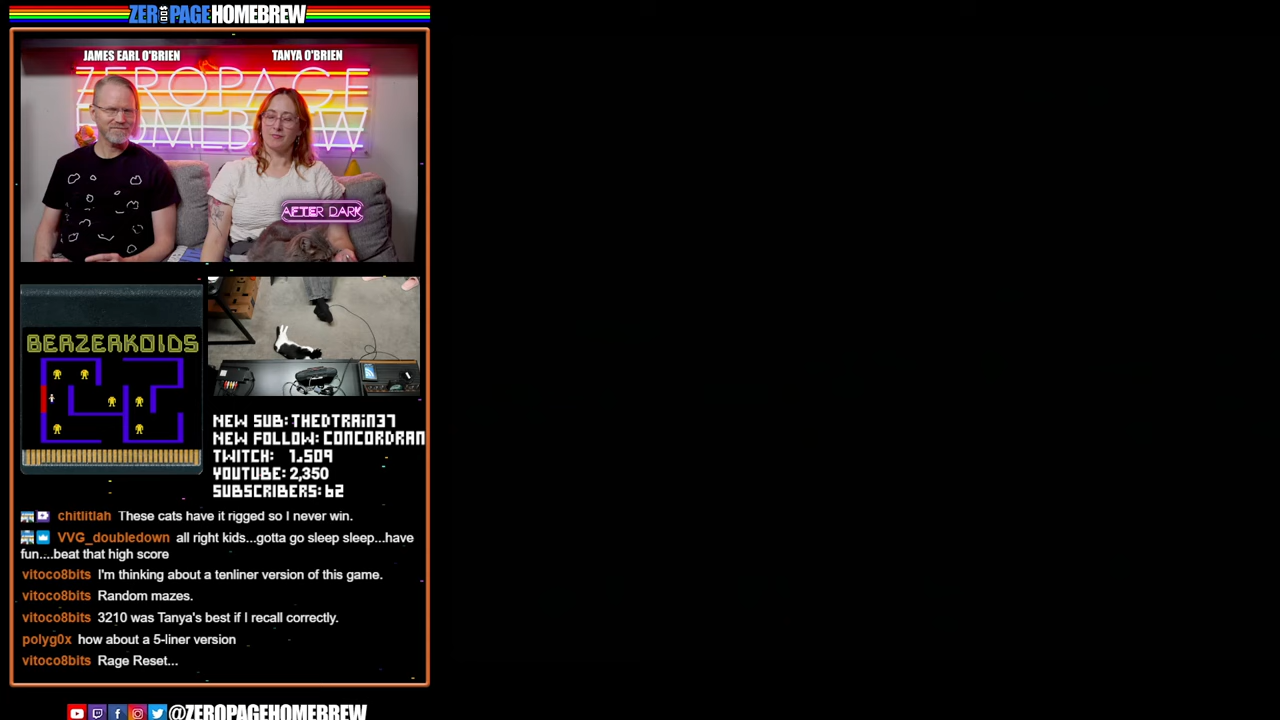 ZEROPAGE HOMEBREW
JAMES EARL O'BRIEN
TANYA O'BRIEN
ZEROPAGE
HOMEBREW
AFTER DARK
BERZERKOIDS
NEW SUB: THEDTRAIN37
NEW FOLLOW: CONCORDRAN
TWITCH: 1,509
YOUTUBE: 2,350
SUBSCRIBERS: 62
chitlitlah These cats have it rigged so I never win.
VVG_doubledown all right kids...gotta go sleep sleep...have
fun....beat that high score
vitoco8bits I'm thinking about a tenliner version of this game.
vitoco8bits Random mazes.
vitoco8bits 3210 was Tanya's best if I recall correctly.
polyg0x how about a 5-liner version
vitoco8bits Rage Reset...
@ZEROPAGEHOMEBREW